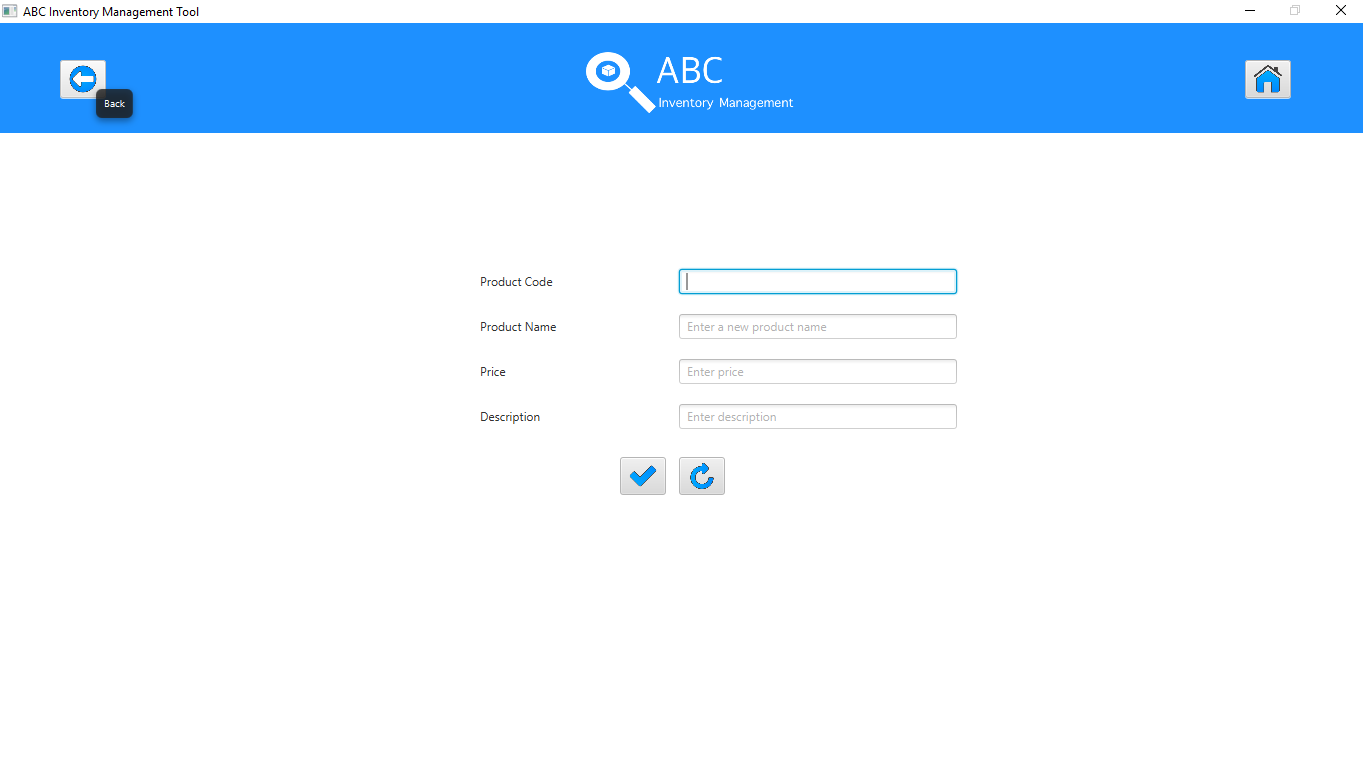 ABC Inventory Management Tool
ABC
Inventory Management
Back
Product Code
Product Name
Enter a new product name
Price
Enter price
Description
Enter description